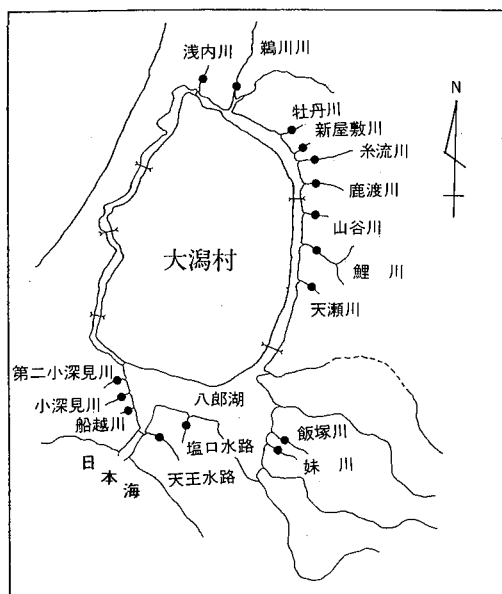 浅内川
鵜川川
N
牡丹川
新屋敷川
糸流川
鹿渡川
山谷川
鯉川
天瀬川
大潟村
第二小深見川
小深見川
船越川
八郎湖
日本海
塩口水路
天王水路
飯塚川
妹川